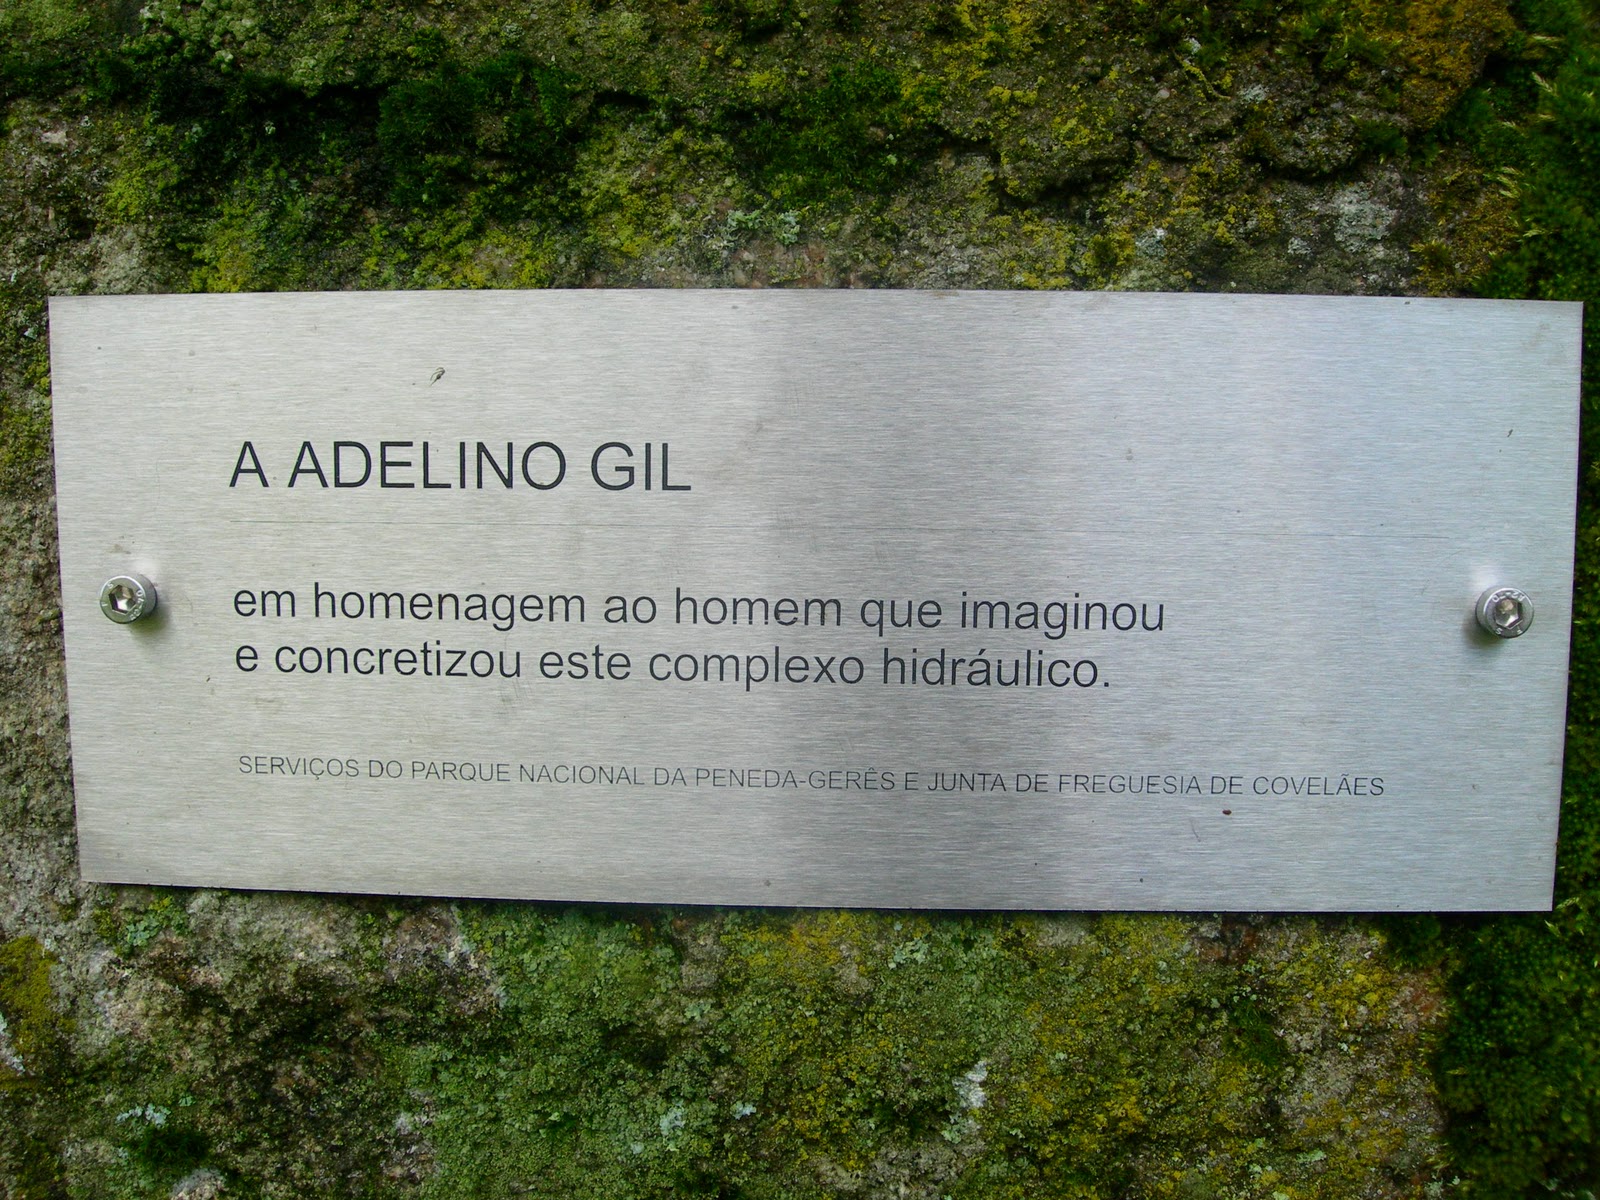 A ADELINO GIL
em homenagem ao homem que imaginou
e concretizou este complexo hidráulico.
SERVIÇOS DO PARQUE NACIONAL DA PENEDA-GERÊS E JUNTA DE FREGUESIA DE COVELÃES